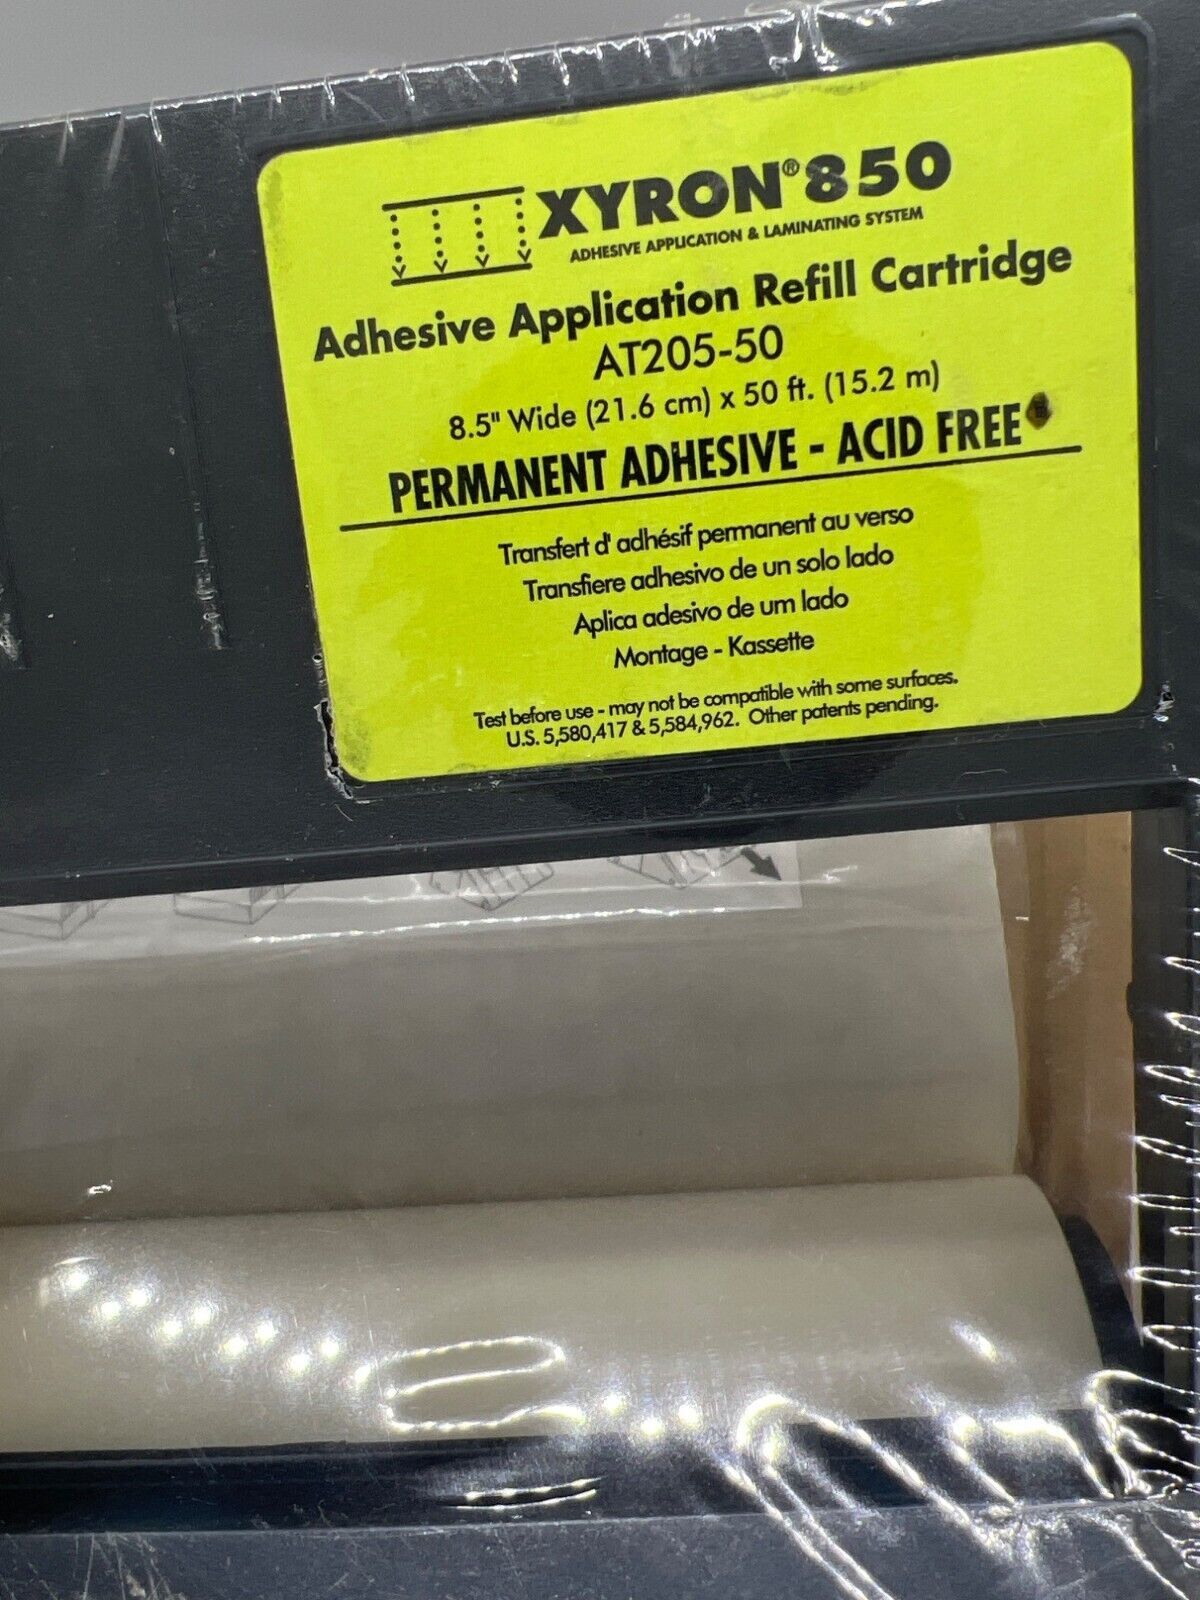 XYRON®850
ADHESIVE APPLICATION & LAMINATING SYSTEM
Adhesive Application Refill Cartridge
AT205-50
8.5" Wide (21.6 cm) x 50 ft. (15.2 m)
PERMANENT ADHESIVE - ACID FREE
Transfert d' adhésif permanent au verso
Transfiere adhesivo de un solo lado
Aplica adesivo de um lado
Montage - Kassette
Test before use - may not be compatible with some surfaces.
U.S. 5,580,417 & 5,584,962. Other patents pending.